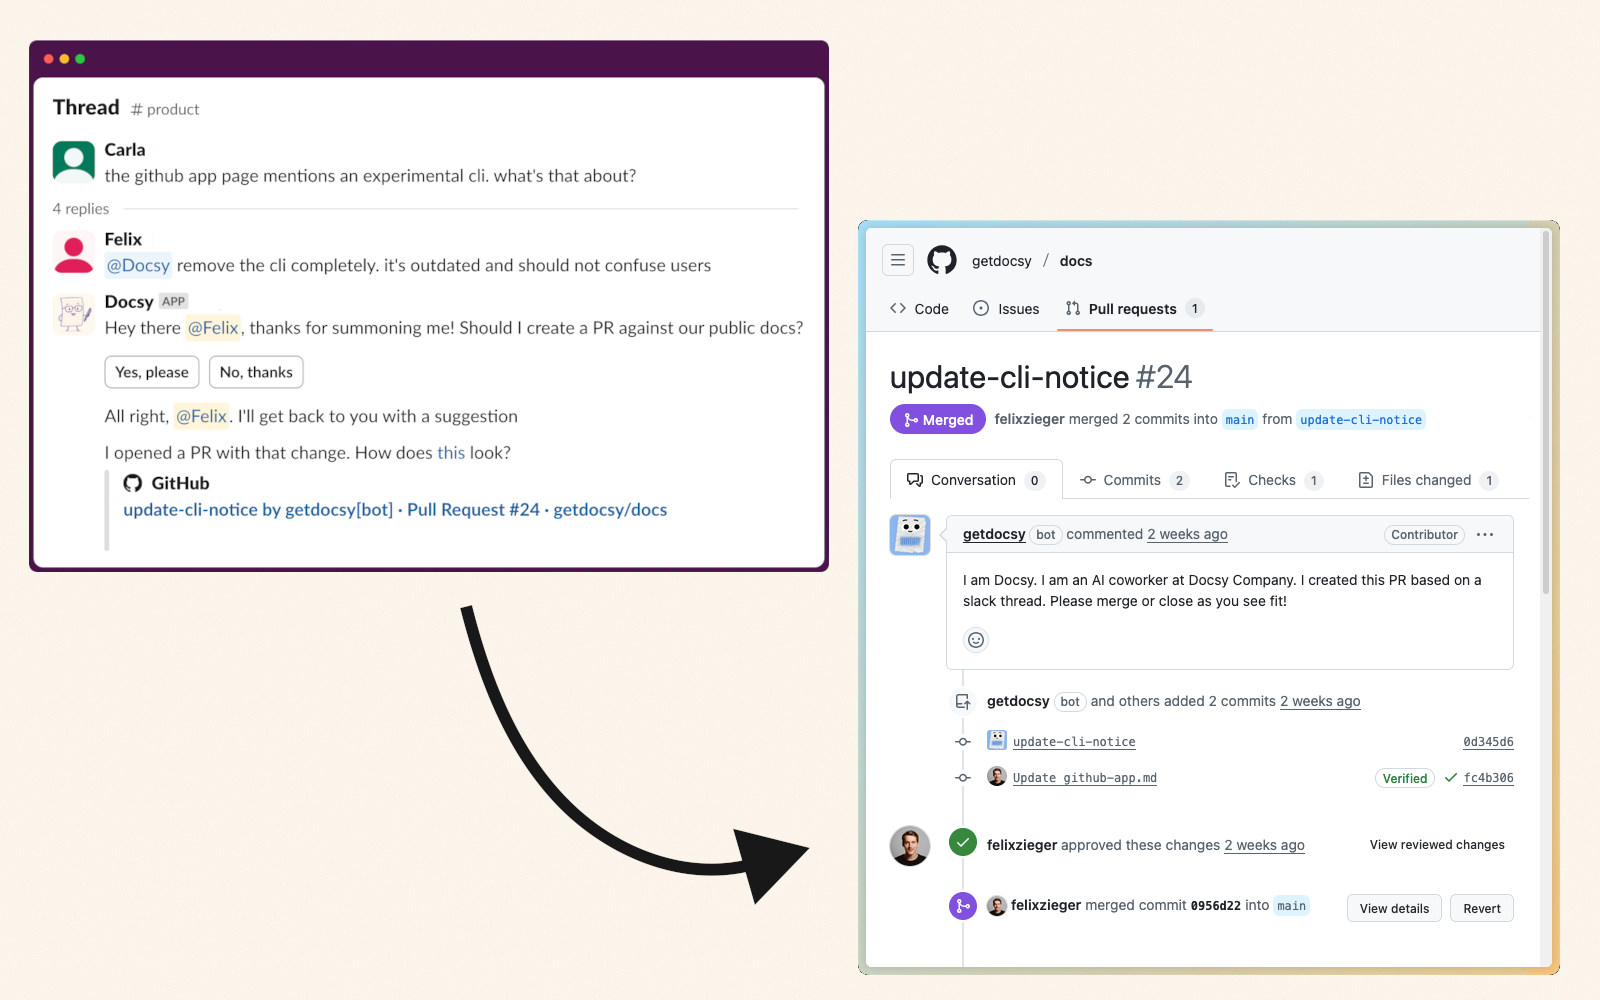 Thread # product
Carla
the github app page mentions an experimental cli. what's that about?
4 replies
Felix
@Docsy remove the cli completely. it's outdated and should not confuse users
Docsy APP
Hey there @Felix, thanks for summoning me! Should I create a PR against our public docs?
Yes, please No, thanks
All right, @Felix. I'll get back to you with a suggestion
I opened a PR with that change. How does this look?
GitHub
update-cli-notice by getdocsy[bot] · Pull Request #24 · getdocsy/docs
getdocsy / docs
Code Issues Pull requests 1
update-cli-notice #24
Merged felixzieger merged 2 commits into main from update-cli-notice
Conversation 0 Commits 2 Checks 1 Files changed 1
getdocsy bot commented 2 weeks ago Contributor
I am Docsy. I am an AI coworker at Docsy Company. I created this PR based on a
slack thread. Please merge or close as you see fit!
getdocsy bot and others added 2 commits 2 weeks ago
update-cli-notice 0d345d6
Update github-app.md Verified fc4b306
felixzieger approved these changes 2 weeks ago View reviewed changes
felixzieger merged commit 0956d22 into main View details Revert